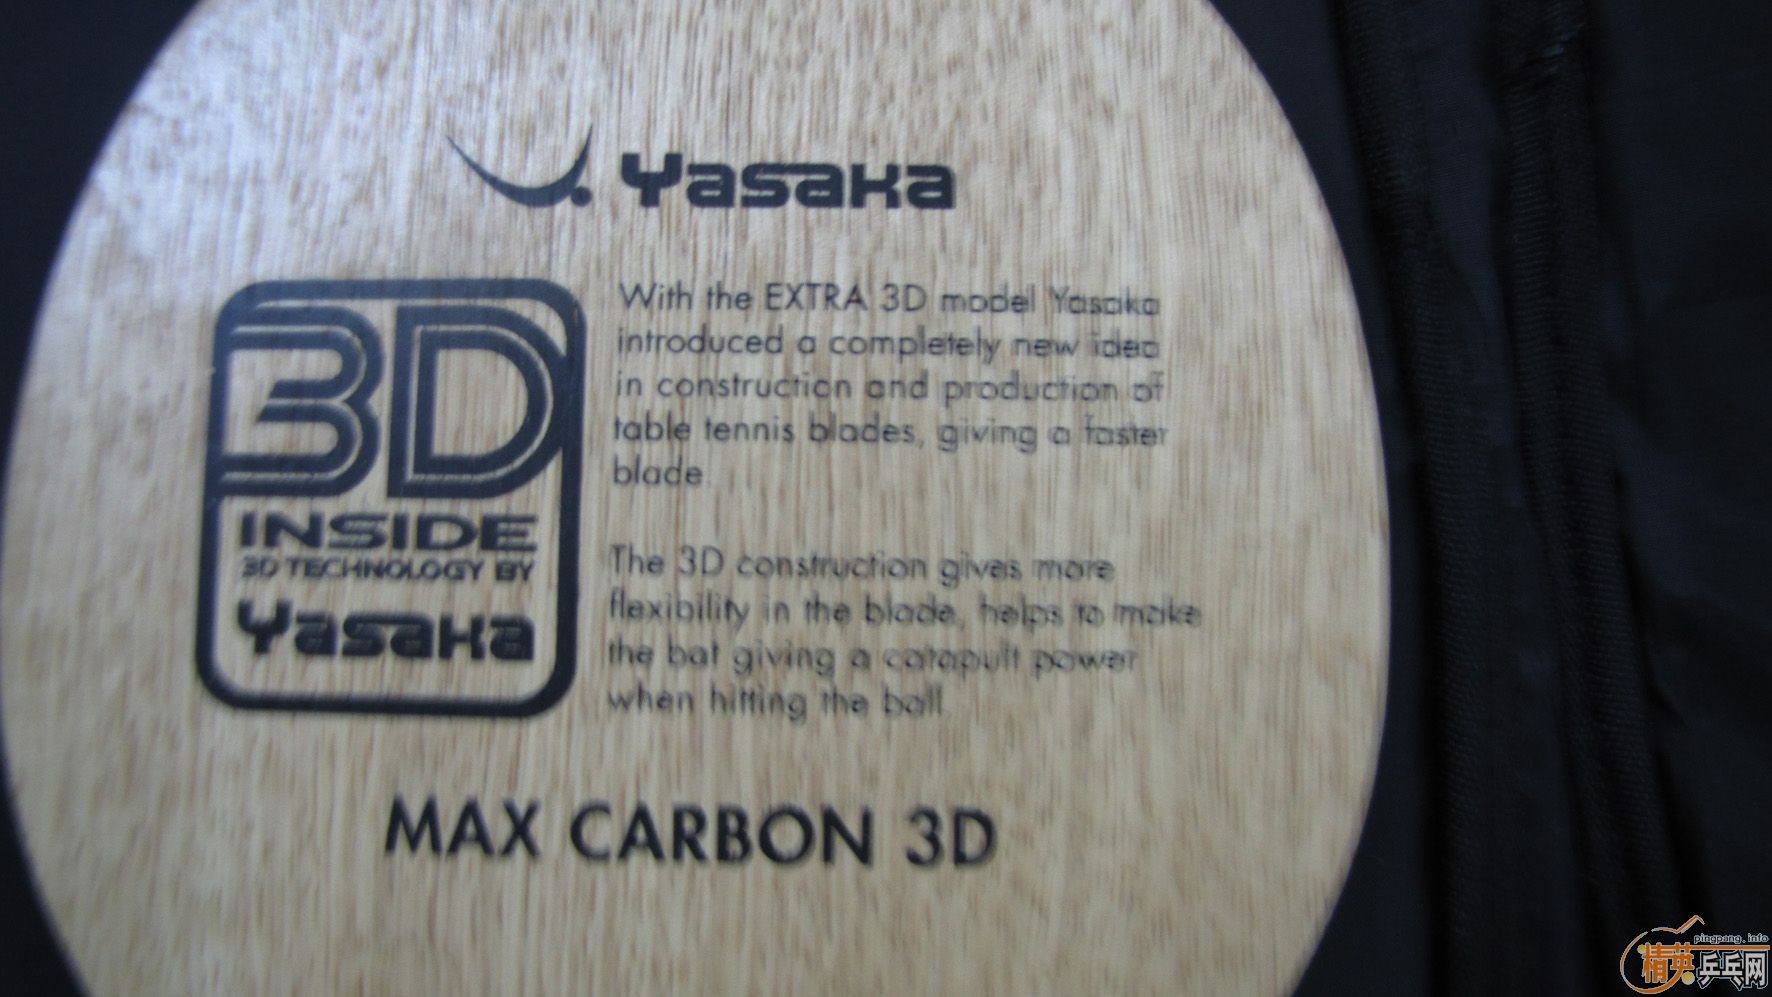 Yasaka
3D
INSIDE
3D TECHNOLOGY BY
Yasaka
With the EXTRA 3D model Yasaka
introduced a completely new idea
in construction and production of
table tennis blades, giving a faster
blade.
The 3D construction gives more
flexibility in the blade, helps to make
the bat giving a catapult power
when hitting the ball.
MAX CARBON 3D
pingpang.info
精英乒乓网